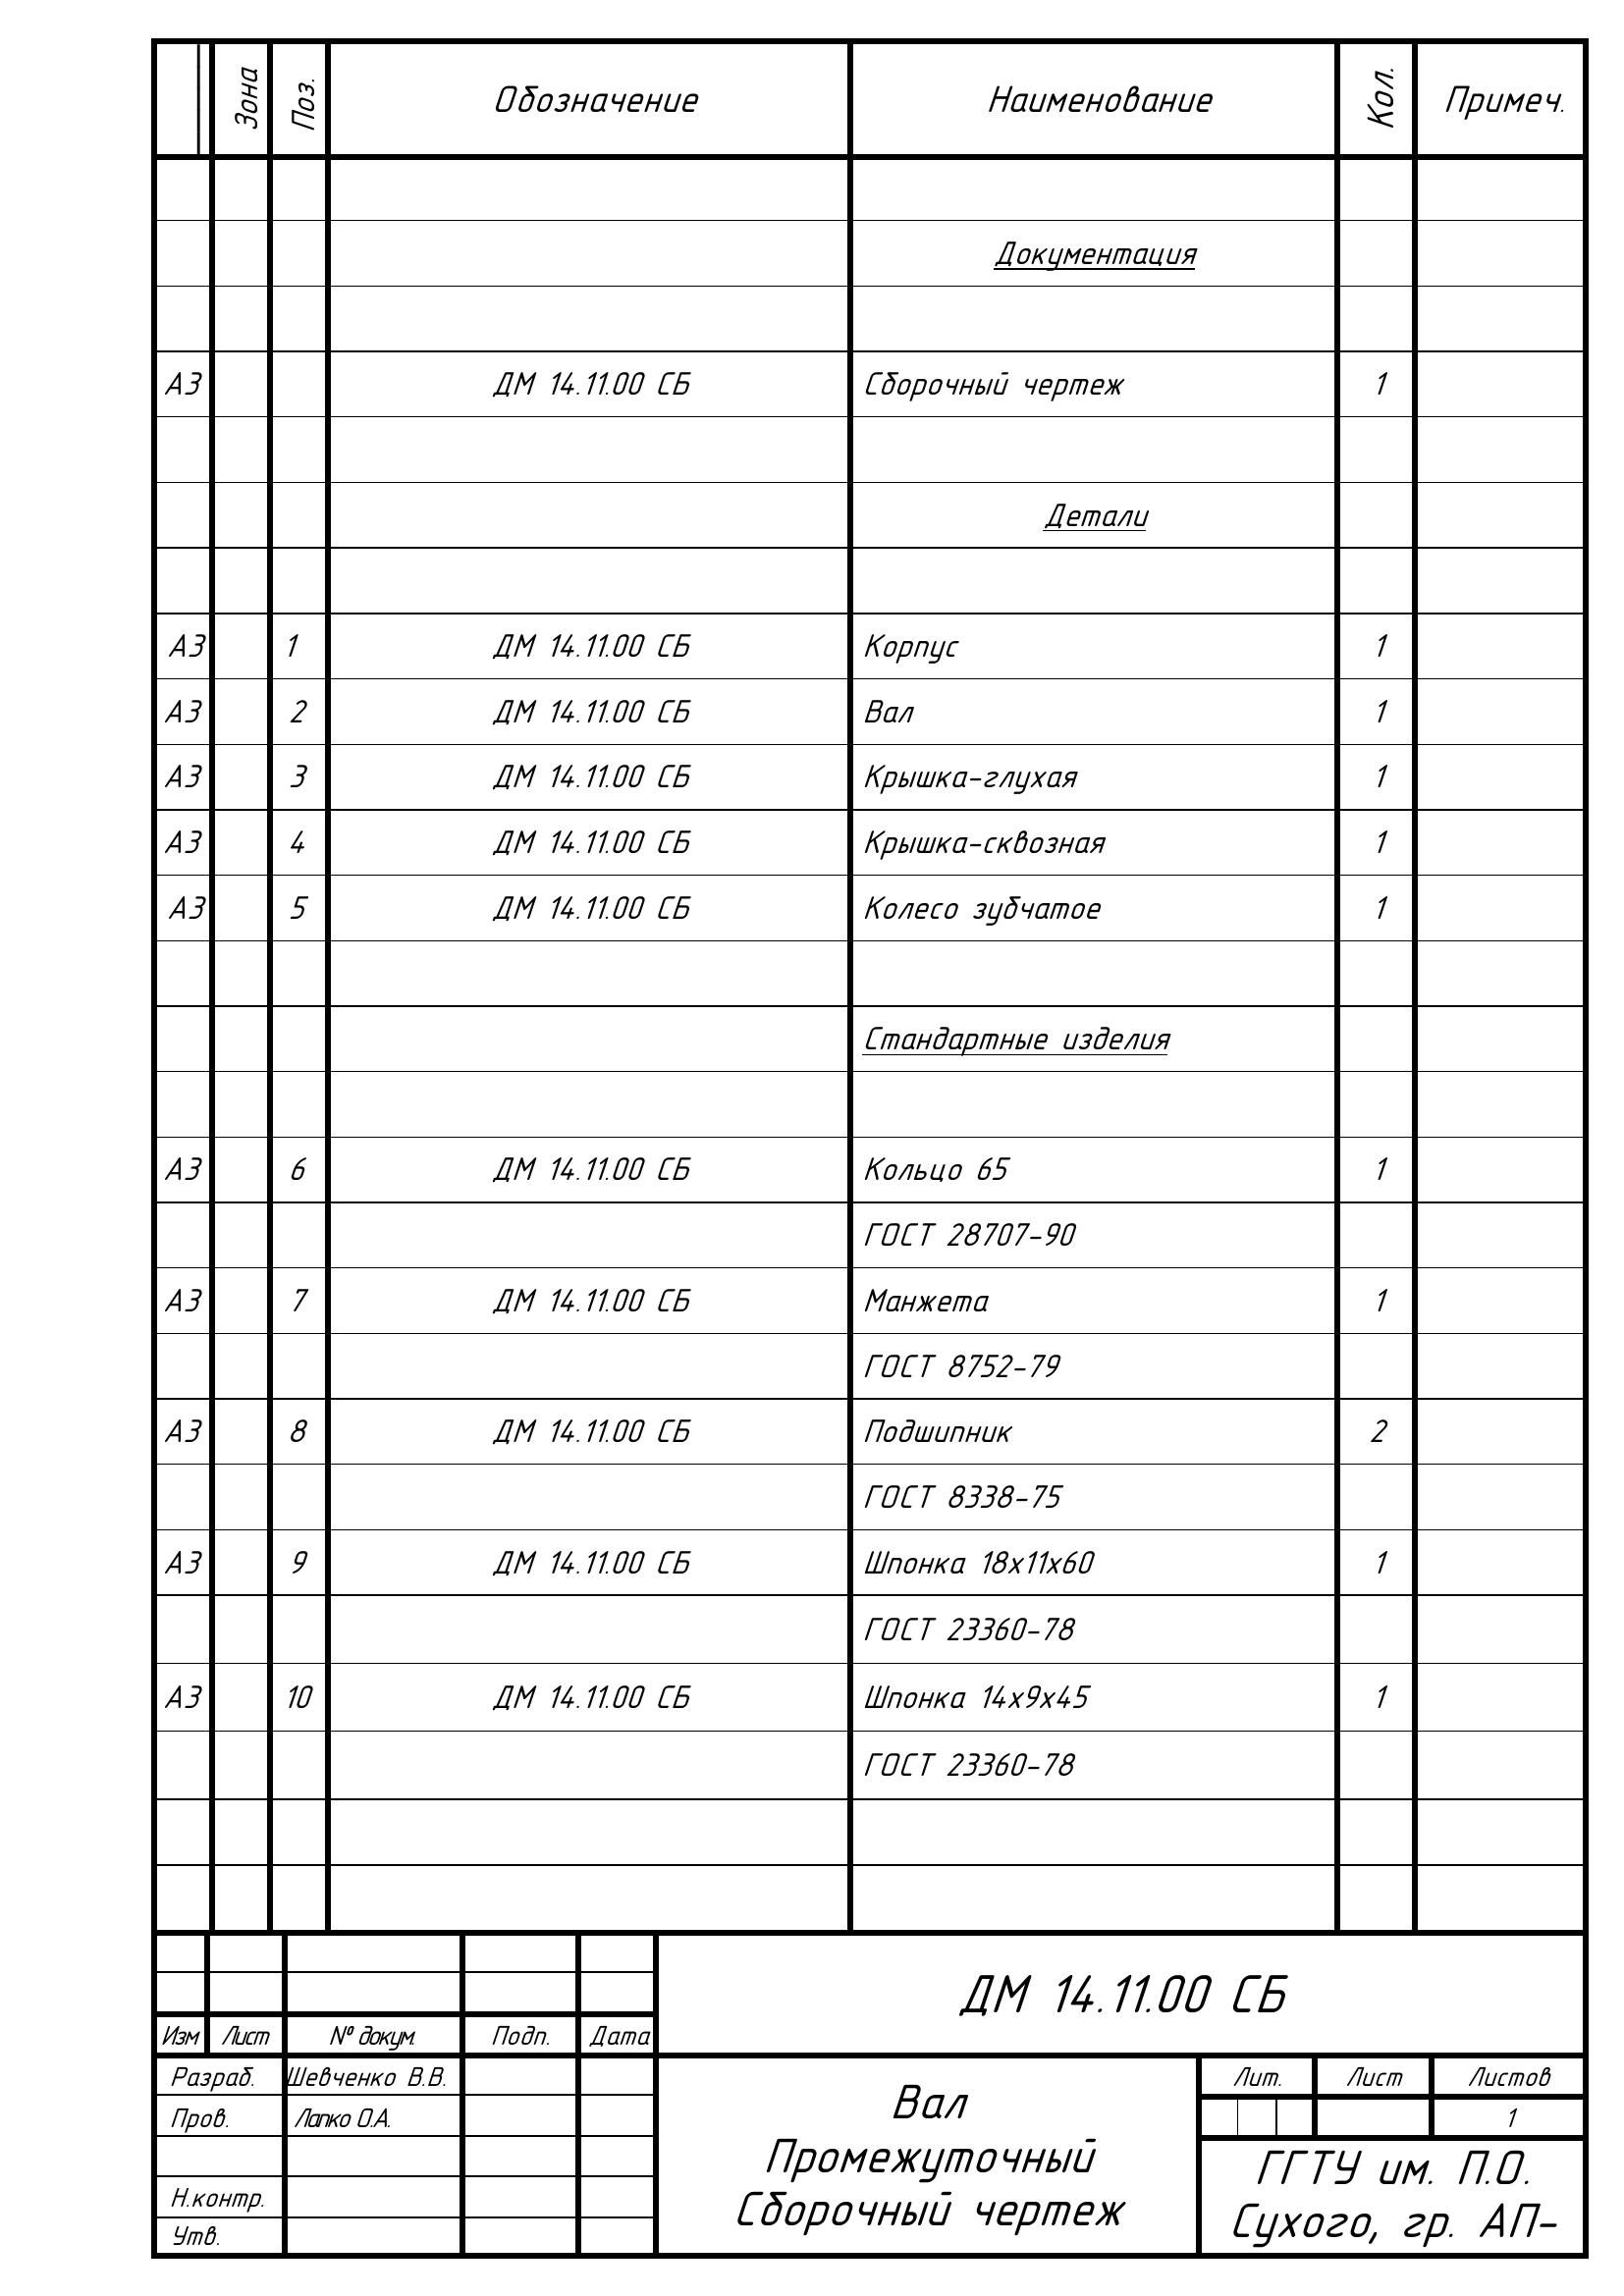 Зона Поз. Обозначение Наименование Кол. Примеч.
Документация
А3 ДМ 14.11.00 СБ Сборочный чертеж 1
Детали
А3 1 ДМ 14.11.00 СБ Корпус 1
А3 2 ДМ 14.11.00 СБ Вал 1
А3 3 ДМ 14.11.00 СБ Крышка-глухая 1
А3 4 ДМ 14.11.00 СБ Крышка-сквозная 1
А3 5 ДМ 14.11.00 СБ Колесо зубчатое 1
Стандартные изделия
А3 6 ДМ 14.11.00 СБ Кольцо 65 1
ГОСТ 28707-90
А3 7 ДМ 14.11.00 СБ Манжета 1
ГОСТ 8752-79
А3 8 ДМ 14.11.00 СБ Подшипник 2
ГОСТ 8338-75
А3 9 ДМ 14.11.00 СБ Шпонка 18х11х60 1
ГОСТ 23360-78
А3 10 ДМ 14.11.00 СБ Шпонка 14х9х45 1
ГОСТ 23360-78
ДМ 14.11.00 СБ
Изм Лист № докум. Подп. Дата
Разраб. Шевченко В.В.
Пров. Лапко О.А.
Н.контр.
Утв.
Вал
Промежуточный
Сборочный чертеж
Лит. Лист Листов
1
ГГТУ им. П.О.
Сухого, гр. АП-